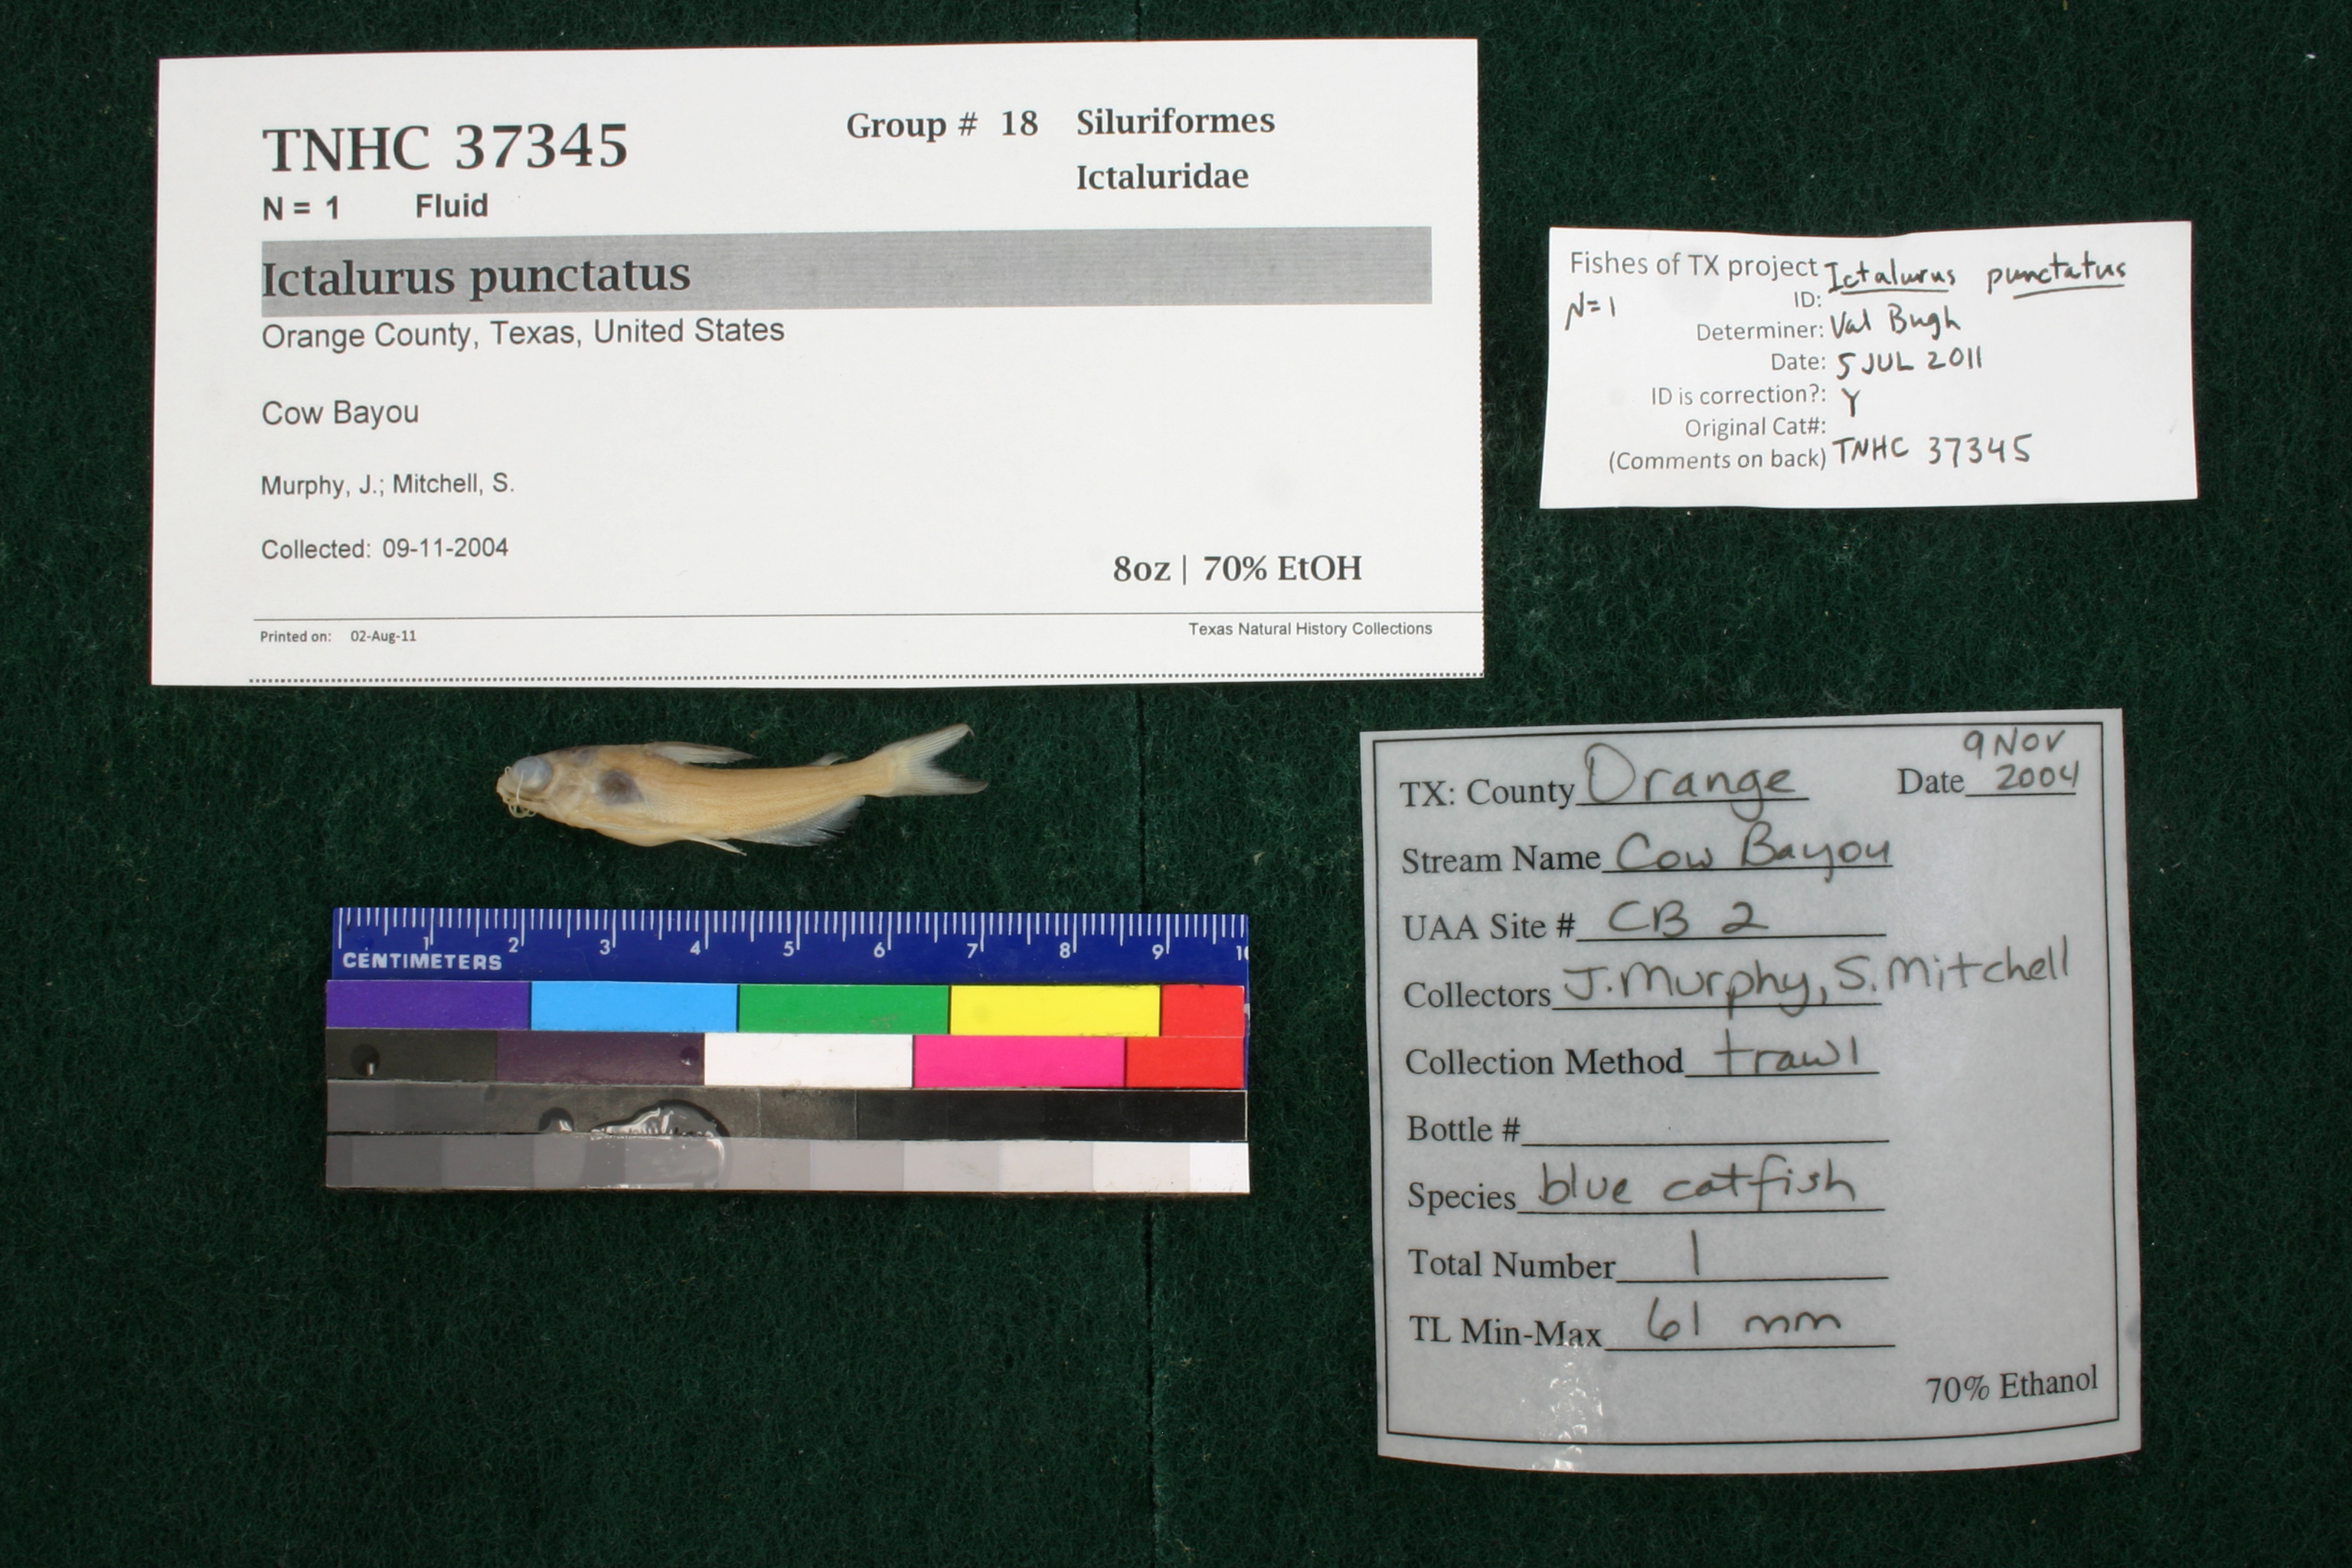 TNHC 37345
Group # 18 Siluriformes
Ictaluridae
N = 1 Fluid
Ictalurus punctatus
Orange County, Texas, United States
Cow Bayou
Murphy, J.; Mitchell, S.
Collected: 09-11-2004
8oz | 70% EtOH
Printed on: 02-Aug-11
Texas Natural History Collections
Fishes of TX project
N=1
ID: Ictalurus punctatus
Determiner: Val Bugh
Date: 5 JUL 2011
ID is correction?: Y
Original Cat#:
(Comments on back) TNHC 37345
TX: County Orange Date 9 Nov 2004
Stream Name Cow Bayou
UAA Site # CB 2
Collectors J. Murphy, S. Mitchell
Collection Method trawl
Bottle #
Species blue catfish
Total Number 1
TL Min-Max 61 mm
70% Ethanol
1 2 3 4 5 6 7 8 9
CENTIMETERS